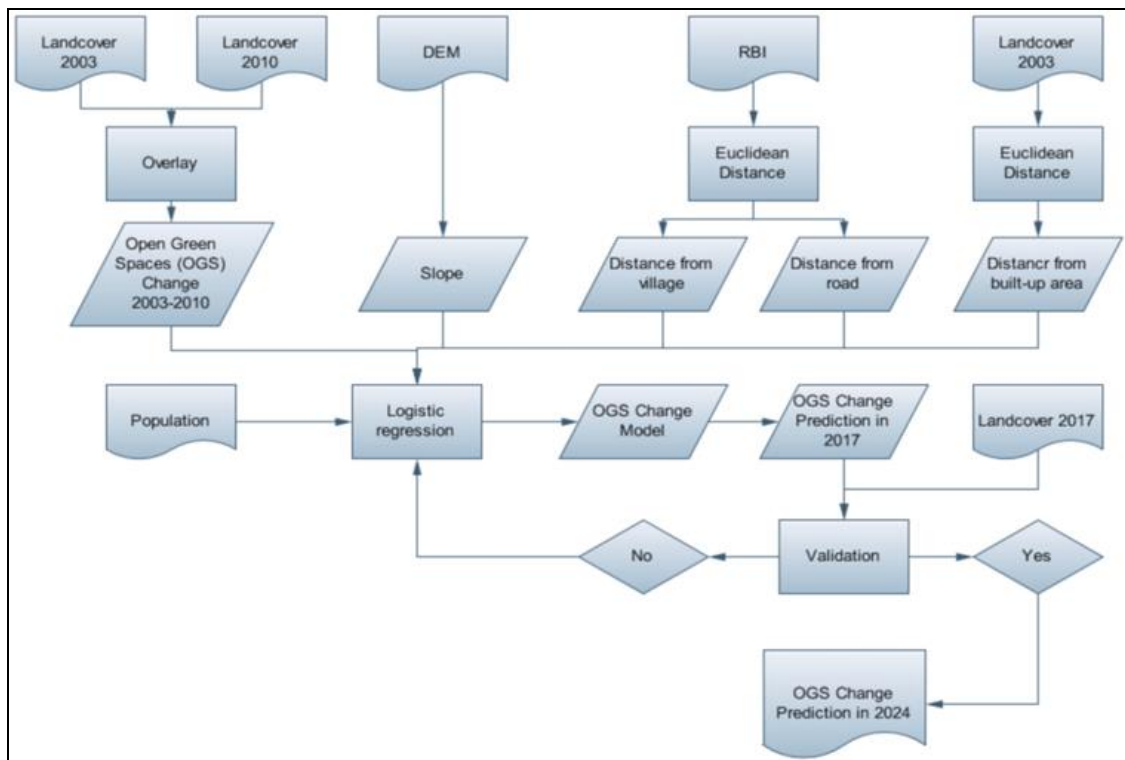 Landcover
2003
Landcover
2010
DEM
RBI
Landcover
2003
Overlay
Euclidean
Distance
Euclidean
Distance
Open Green
Spaces (OGS)
Change
2003-2010
Slope
Distance from
village
Distance from
road
Distancr from
built-up area
Population
Logistic
regression
OGS Change
Model
OGS Change
Prediction in
2017
Landcover 2017
No
Validation
Yes
OGS Change
Prediction in 2024